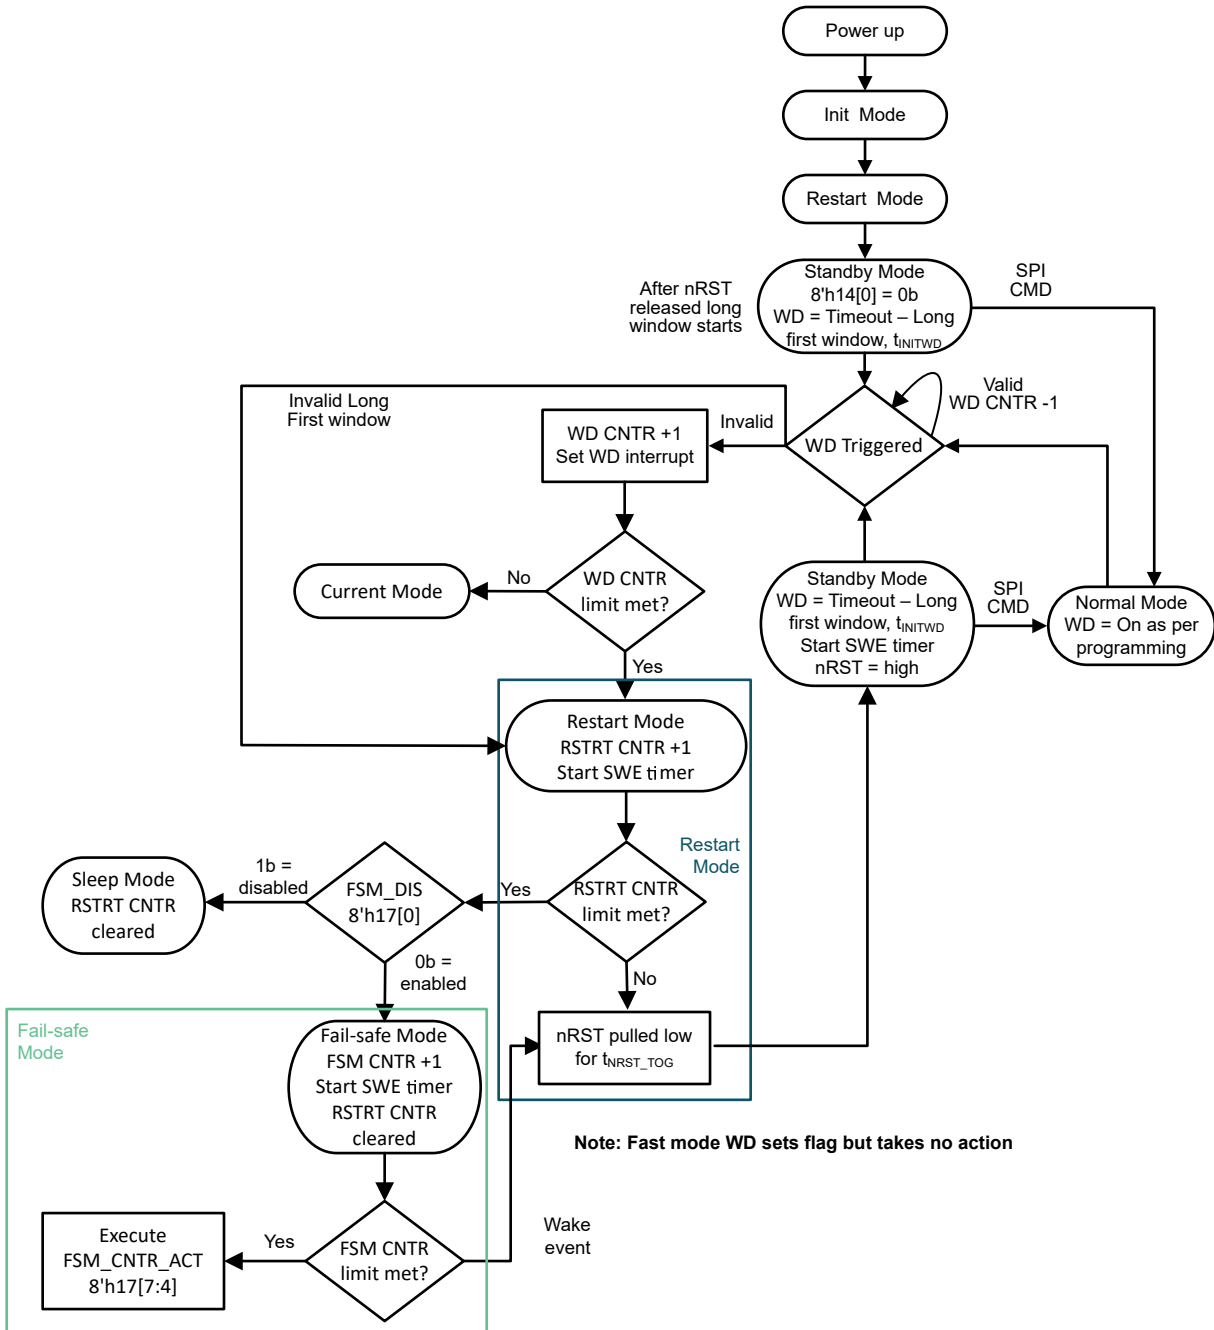 Power up
Init Mode
Restart Mode
Standby Mode
8'h14[0] = 0b
WD = Timeout – Long
first window, tINITWD
After nRST
released long
window starts
SPI
CMD
Invalid Long
First window
WD CNTR +1
Set WD interrupt
Invalid
WD Triggered
Valid
WD CNTR -1
Current Mode
No
WD CNTR
limit met?
Yes
Standby Mode
WD = Timeout – Long
first window, tINITWD
Start SWE timer
nRST = high
SPI
CMD
Normal Mode
WD = On as per
programming
Restart Mode
RSTRT CNTR +1
Start SWE timer
Restart
Mode
Sleep Mode
RSTRT CNTR
cleared
1b =
disabled
FSM_DIS
8'h17[0]
Yes
RSTRT CNTR
limit met?
0b =
enabled
No
Fail-safe
Mode
Fail-safe Mode
FSM CNTR +1
Start SWE timer
RSTRT CNTR
cleared
nRST pulled low
for tNRST_TOG
Note: Fast mode WD sets flag but takes no action
Execute
FSM_CNTR_ACT
8'h17[7:4]
Yes
FSM CNTR
limit met?
Wake
event